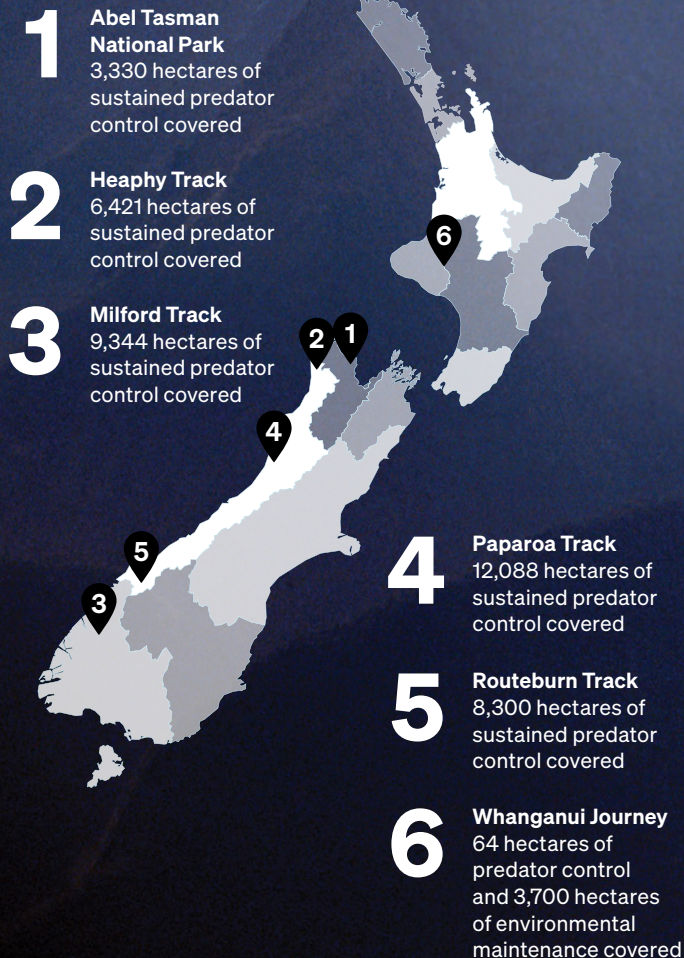 1
Abel Tasman
National Park
3,330 hectares of
sustained predator
control covered
2
Heaphy Track
6,421 hectares of
sustained predator
control covered
3
Milford Track
9,344 hectares of
sustained predator
control covered
6
2
1
4
5
3
4
Paparoa Track
12,088 hectares of
sustained predator
control covered
5
Routeburn Track
8,300 hectares of
sustained predator
control covered
6
Whanganui Journey
64 hectares of
predator control
and 3,700 hectares
of environmental
maintenance covered